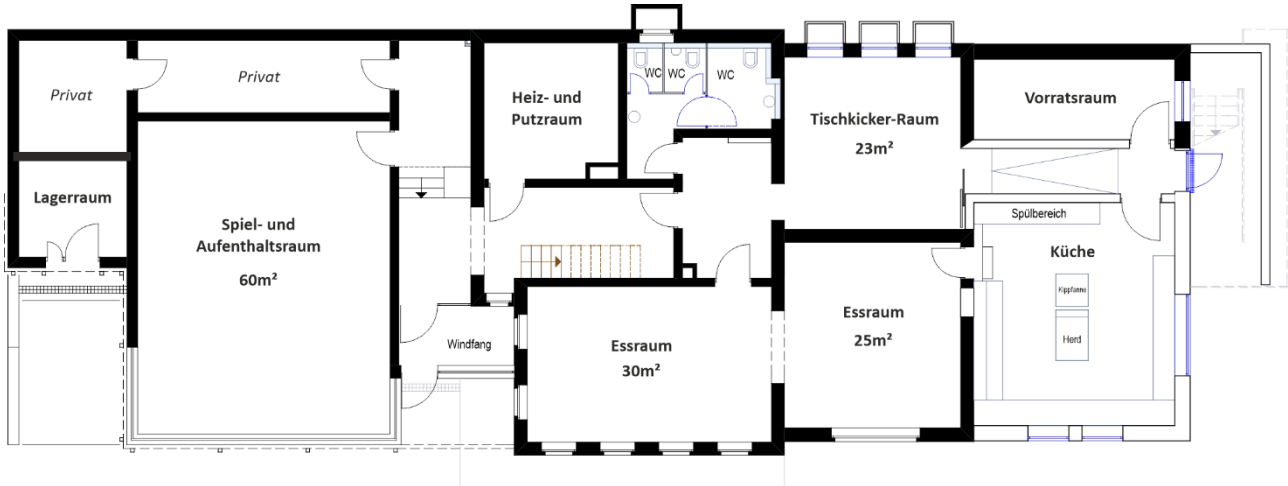 Privat
Privat
Heiz- und
Putzraum
WC
WC
WC
Tischkicker-Raum
23m²
Vorratsraum
Lagerraum
Spiel- und
Aufenthaltsraum
60m²
Windfang
Essraum
30m²
Essraum
25m²
Spülbereich
Küche
Kippfanne
Herd